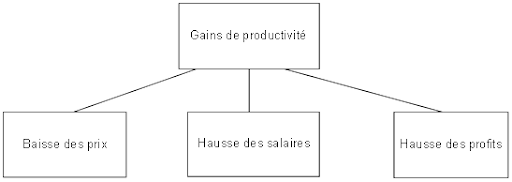 Gains de productivité
Baisse des prix
Hausse des salaires
Hausse des profits